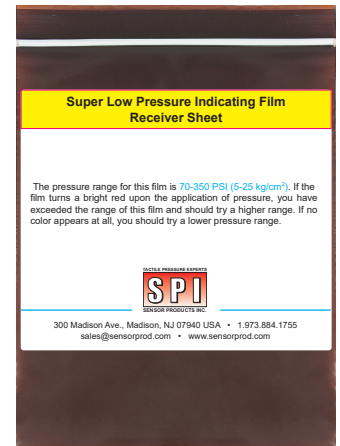 Super Low Pressure Indicating Film
Receiver Sheet
The pressure range for this film is 70-350 PSI (5-25 kg/cm²). If the
film turns a bright red upon the application of pressure, you have
exceeded the range of this film and should try a higher range. If no
color appears at all, you should try a lower pressure range.
TACTILE PRESSURE EXPERTS
SPI
SENSOR PRODUCTS INC.
300 Madison Ave., Madison, NJ 07940 USA • 1.973.884.1755
sales@sensorprod.com • www.sensorprod.com